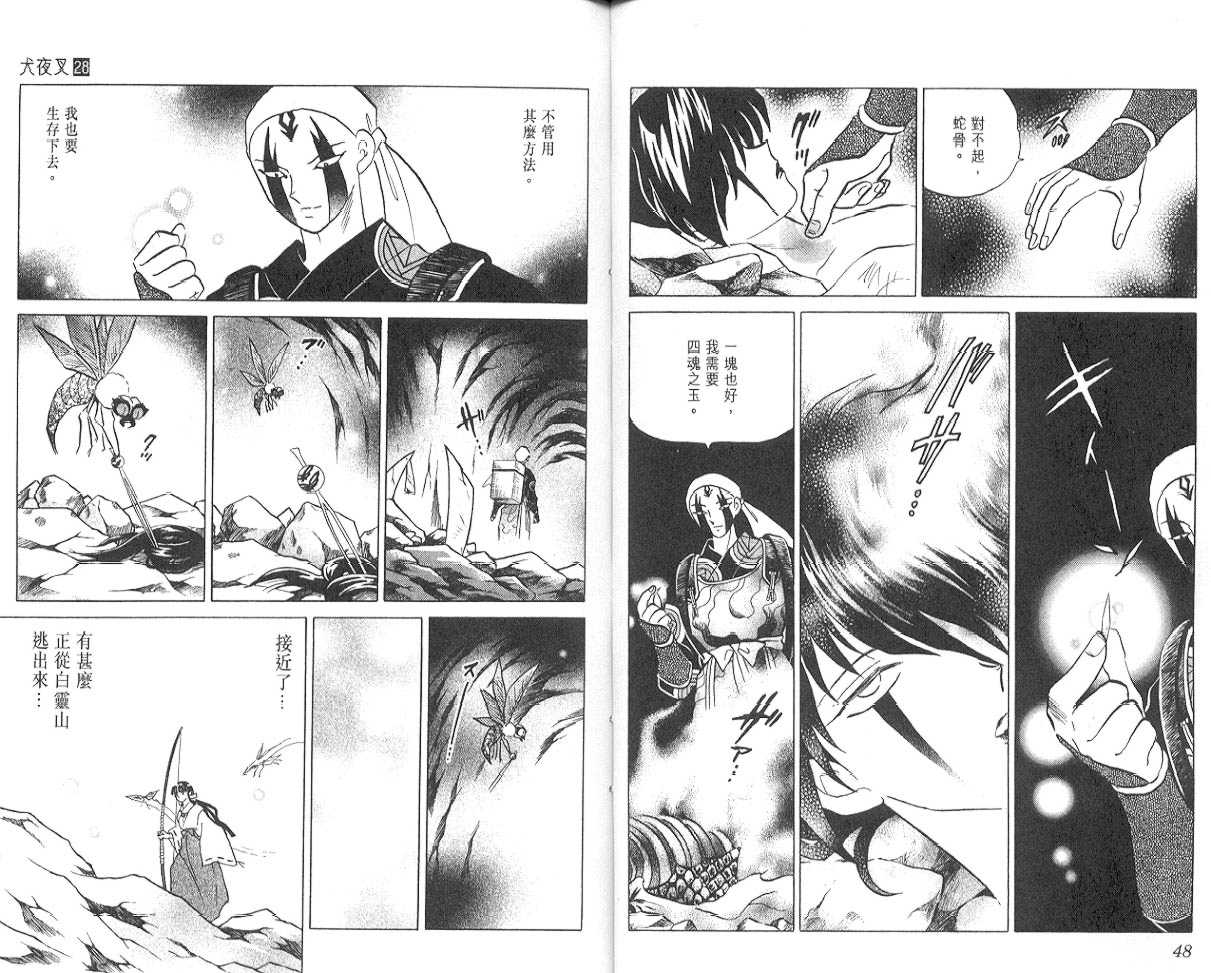 對不起，
蛇骨。
一塊也好，
我需要
四魂之玉。
48
犬夜叉 28
不管用
其麼方法。
我也要
生存下去。
接近了…
有甚麼
正從白靈山
逃出來…